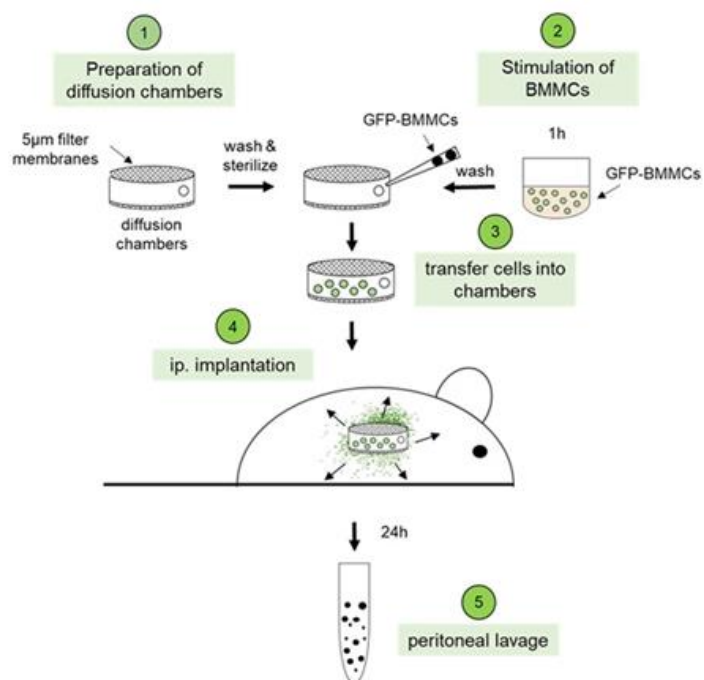 1
Preparation of
diffusion chambers
2
Stimulation of
BMMCs
5µm filter
membranes
wash &
sterilize
diffusion
chambers
GFP-BMMCs
wash
1h
GFP-BMMCs
3
transfer cells into
chambers
4
ip. implantation
24h
5
peritoneal lavage